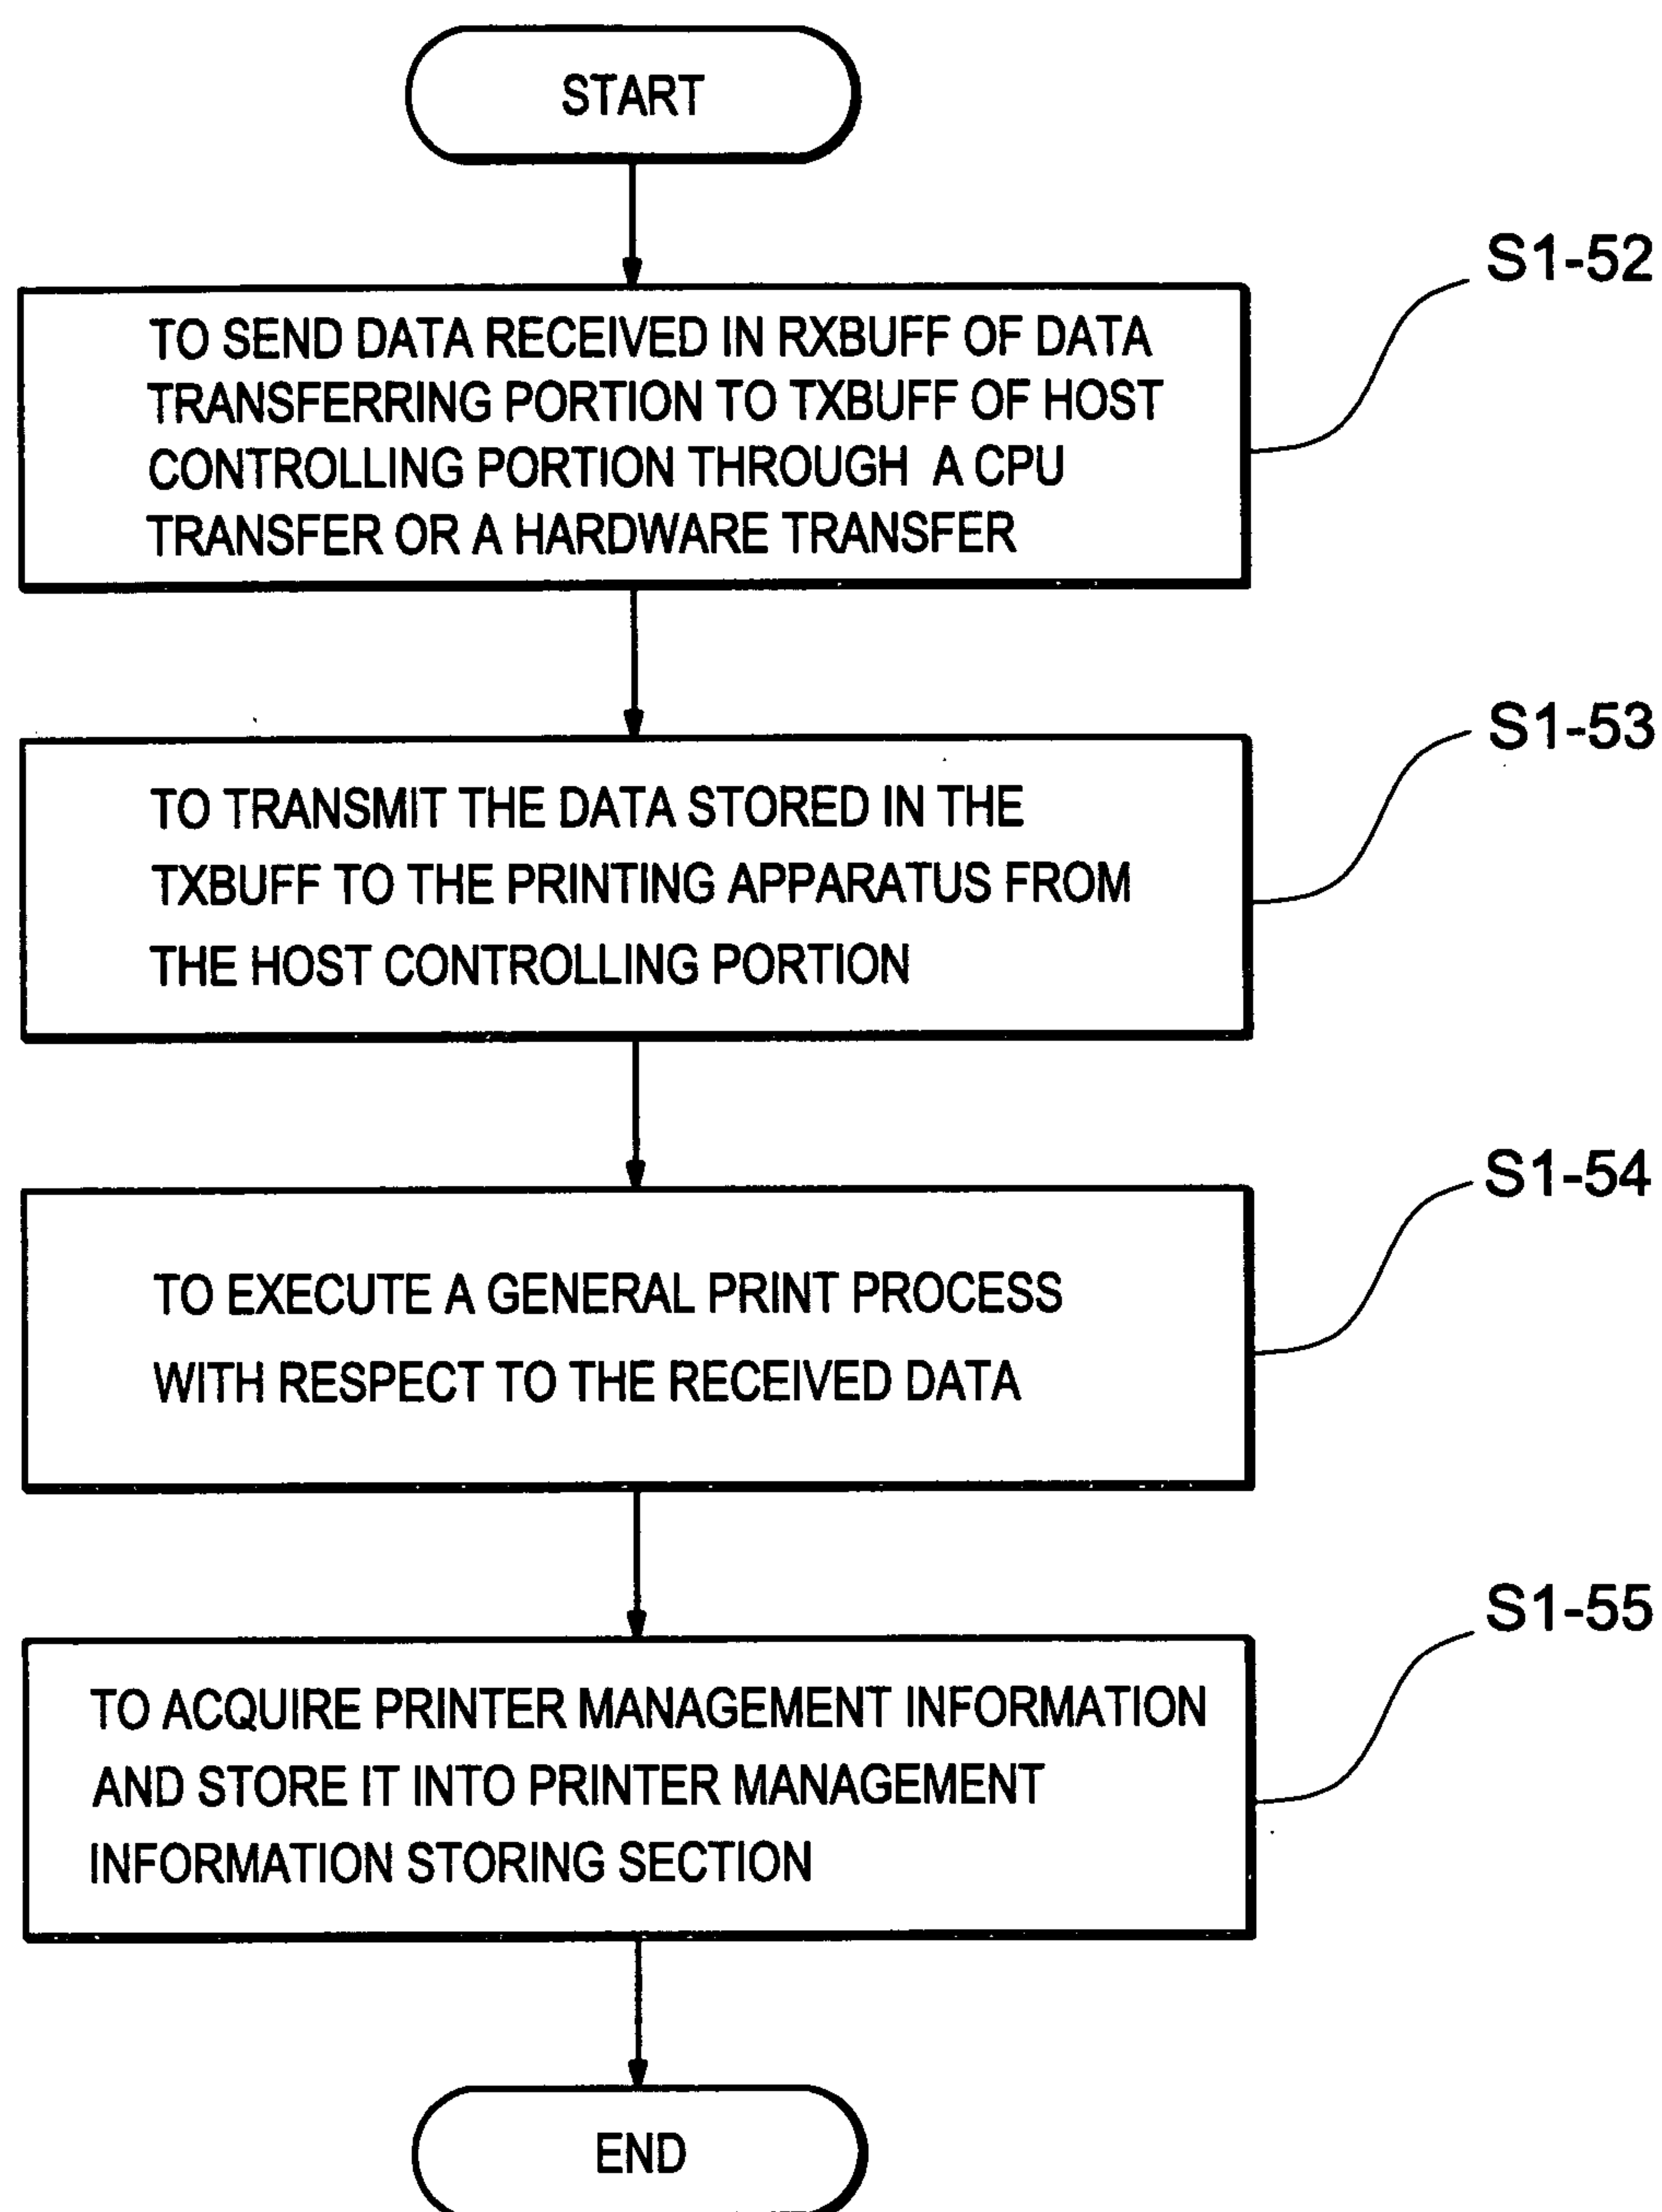 START
S1-52
TO SEND DATA RECEIVED IN RXBUFF OF DATA
TRANSFERRING PORTION TO TXBUFF OF HOST
CONTROLLING PORTION THROUGH A CPU
TRANSFER OR A HARDWARE TRANSFER
S1-53
TO TRANSMIT THE DATA STORED IN THE
TXBUFF TO THE PRINTING APPARATUS FROM
THE HOST CONTROLLING PORTION
S1-54
TO EXECUTE A GENERAL PRINT PROCESS
WITH RESPECT TO THE RECEIVED DATA
S1-55
TO ACQUIRE PRINTER MANAGEMENT INFORMATION
AND STORE IT INTO PRINTER MANAGEMENT
INFORMATION STORING SECTION
END